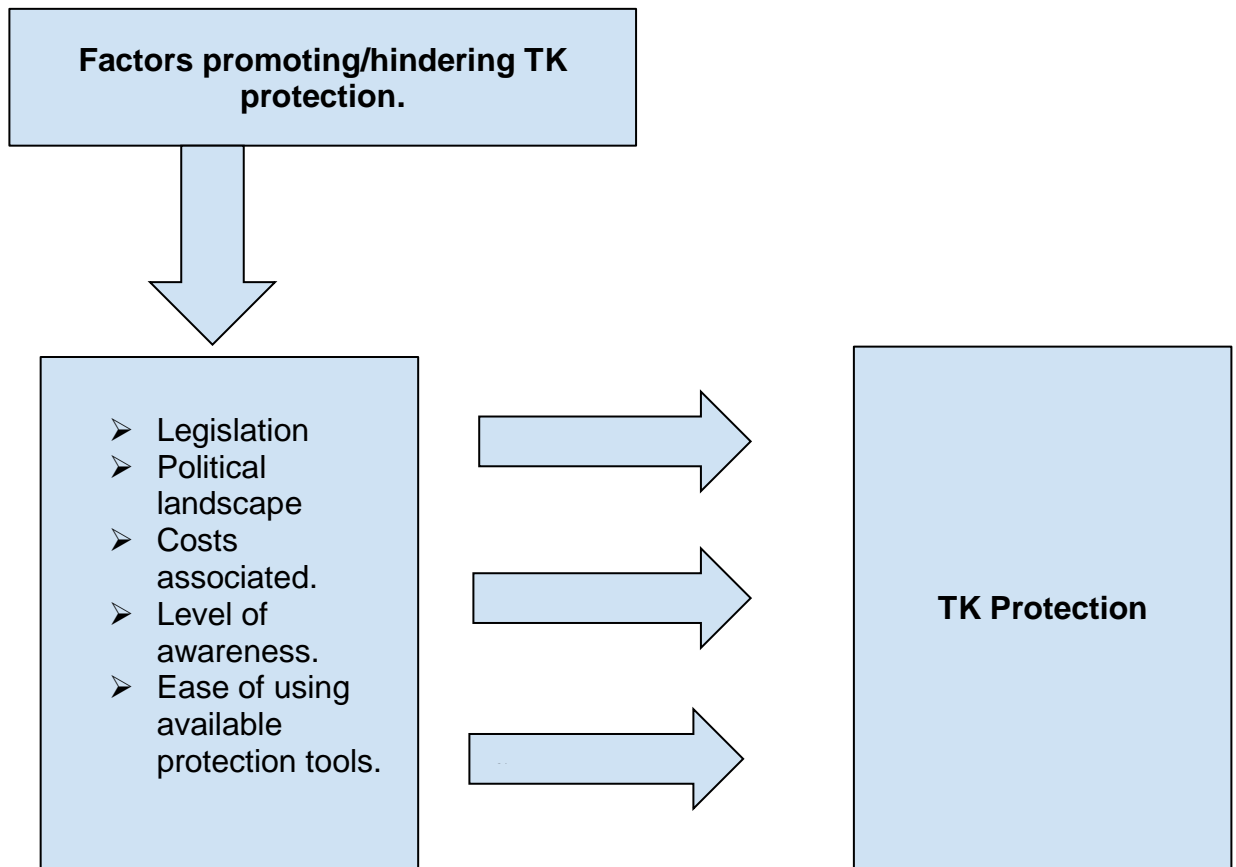 Factors promoting/hindering TK
protection.
➢ Legislation
➢ Political
landscape
➢ Costs
associated.
➢ Level of
awareness.
➢ Ease of using
available
protection tools.
TK Protection